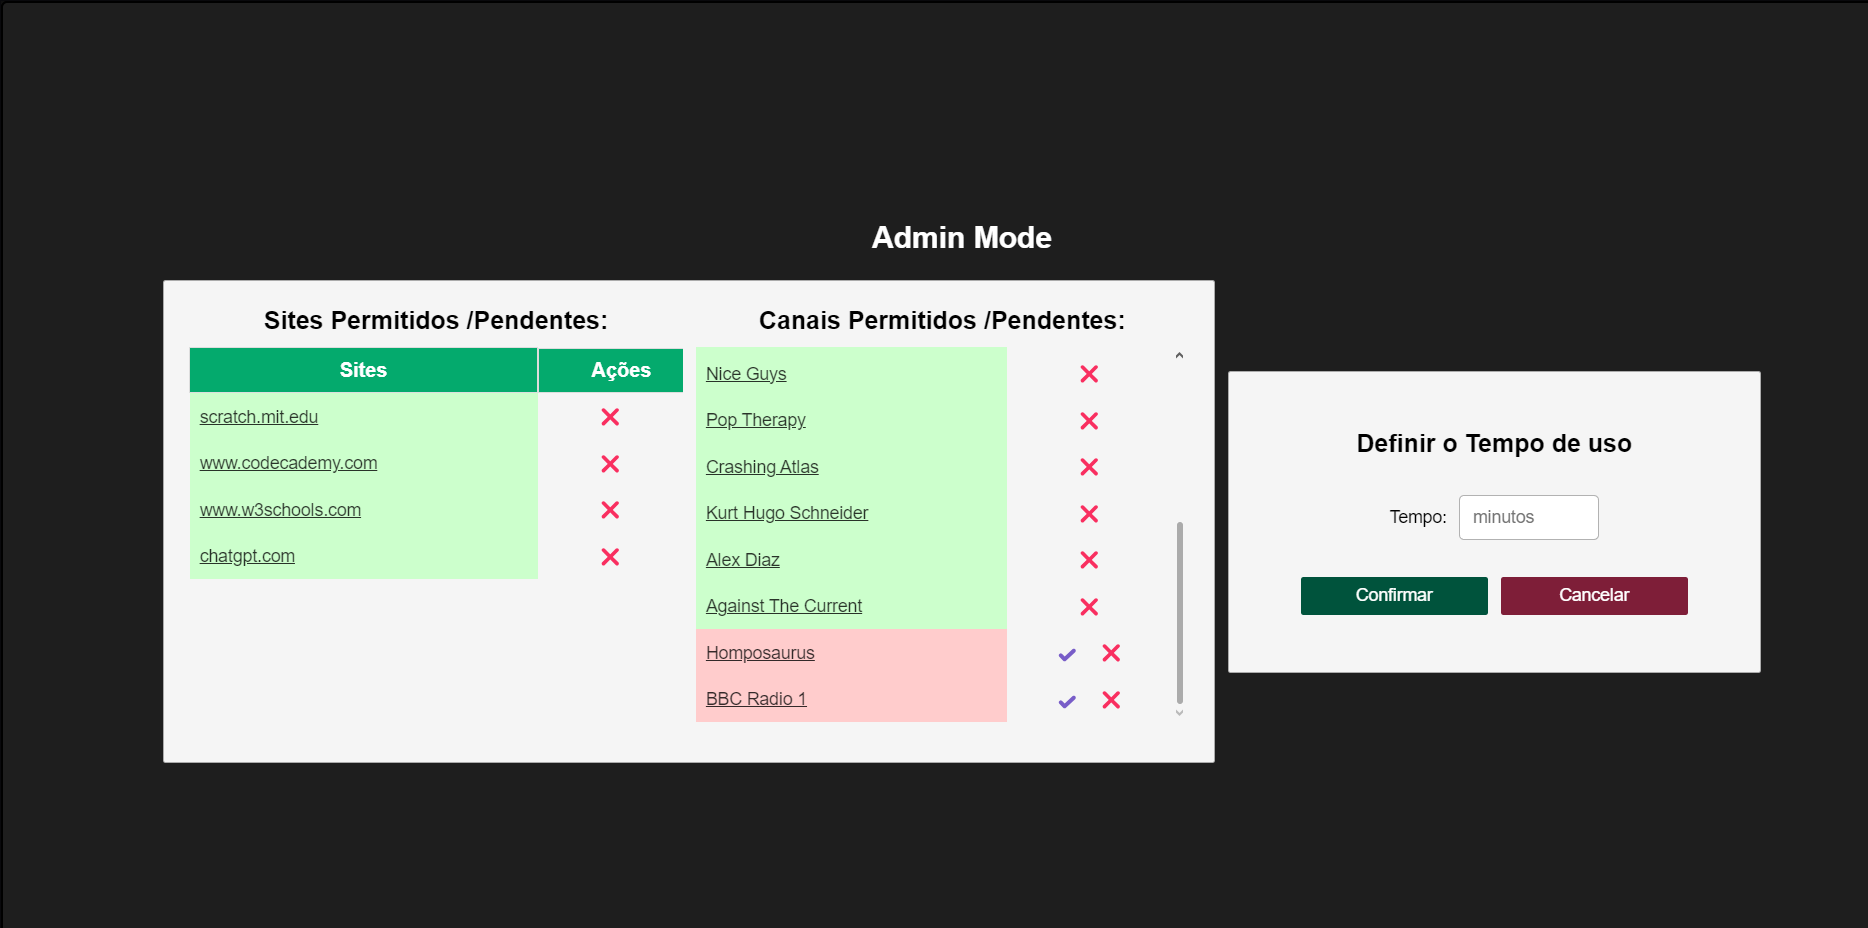 Admin Mode
Sites Permitidos /Pendentes:
Sites Ações
scratch.mit.edu
www.codecademy.com
www.w3schools.com
chatgpt.com
Canais Permitidos /Pendentes:
Nice Guys
Pop Therapy
Crashing Atlas
Kurt Hugo Schneider
Alex Diaz
Against The Current
Homposaurus
BBC Radio 1
Definir o Tempo de uso
Tempo: minutos
Confirmar Cancelar